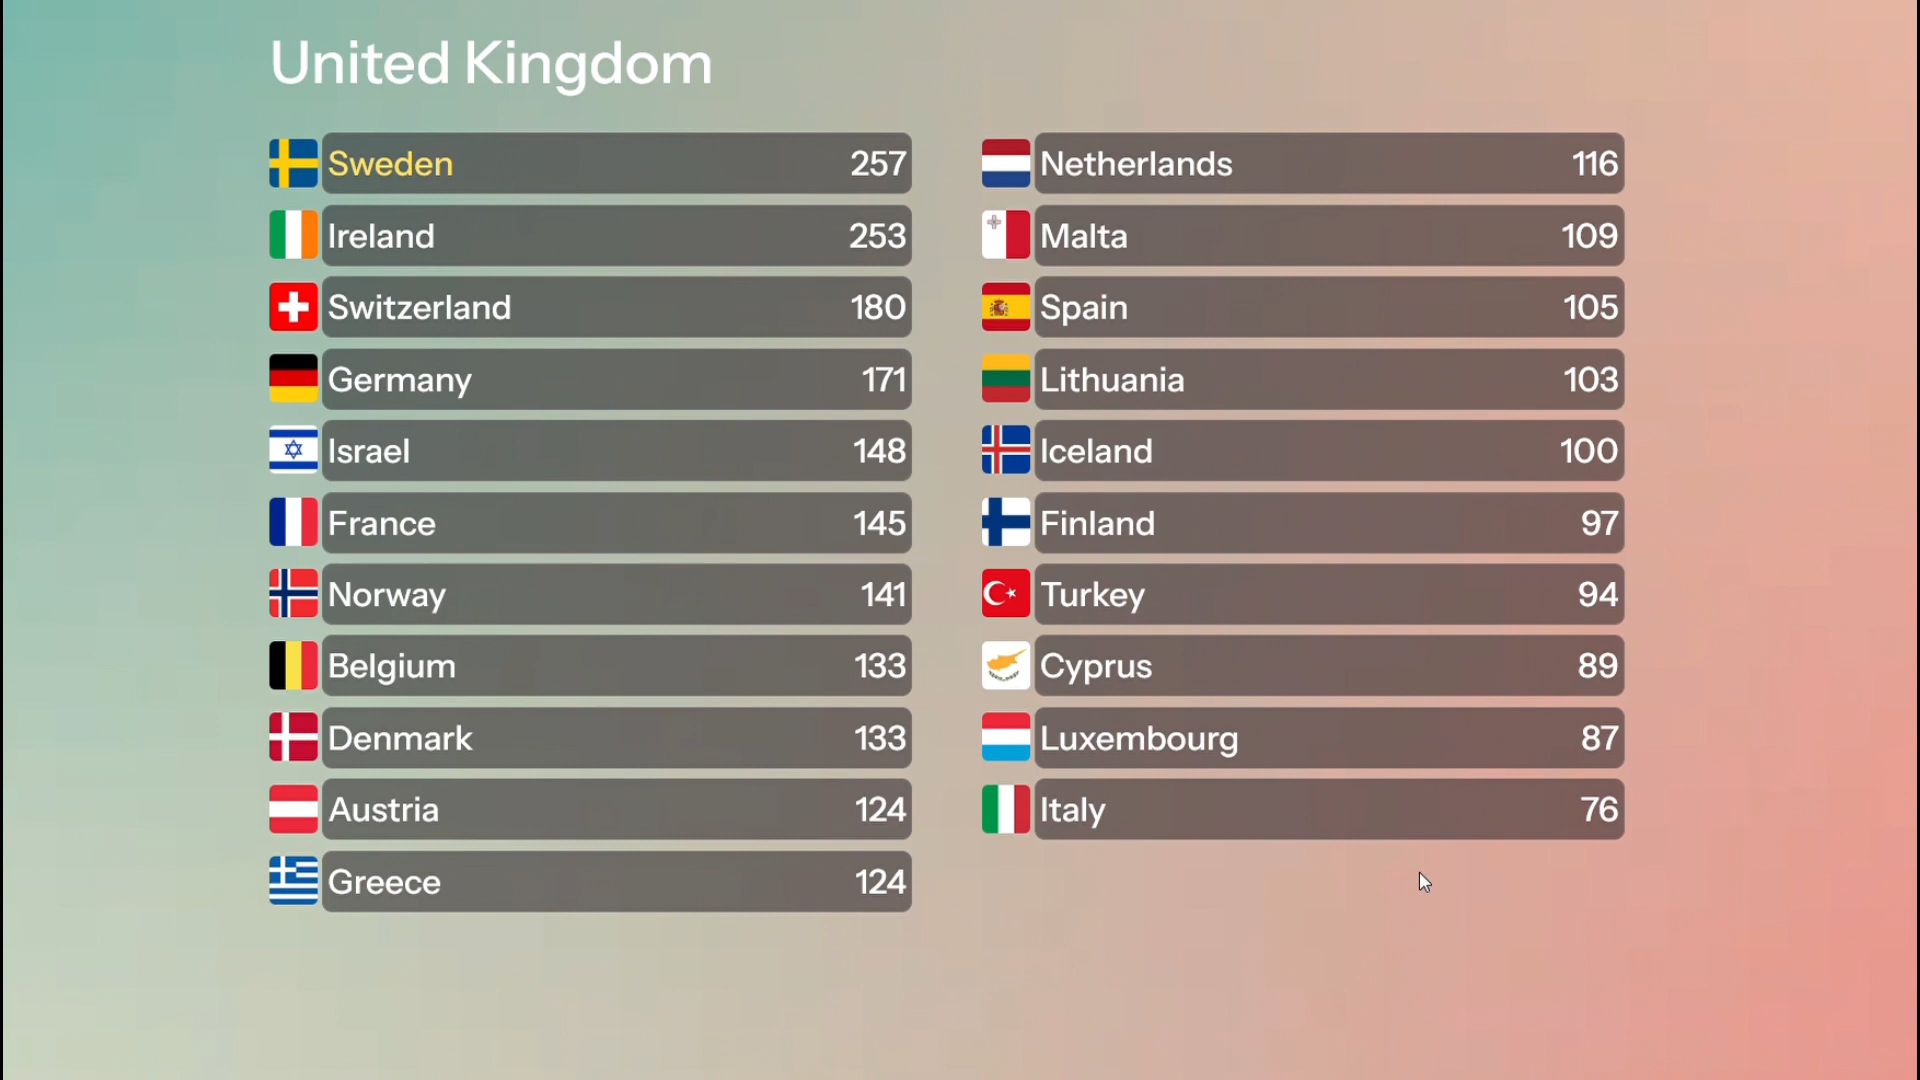 United Kingdom
Sweden 257
Ireland 253
Switzerland 180
Germany 171
Israel 148
France 145
Norway 141
Belgium 133
Denmark 133
Austria 124
Greece 124
Netherlands 116
Malta 109
Spain 105
Lithuania 103
Iceland 100
Finland 97
Turkey 94
Cyprus 89
Luxembourg 87
Italy 76